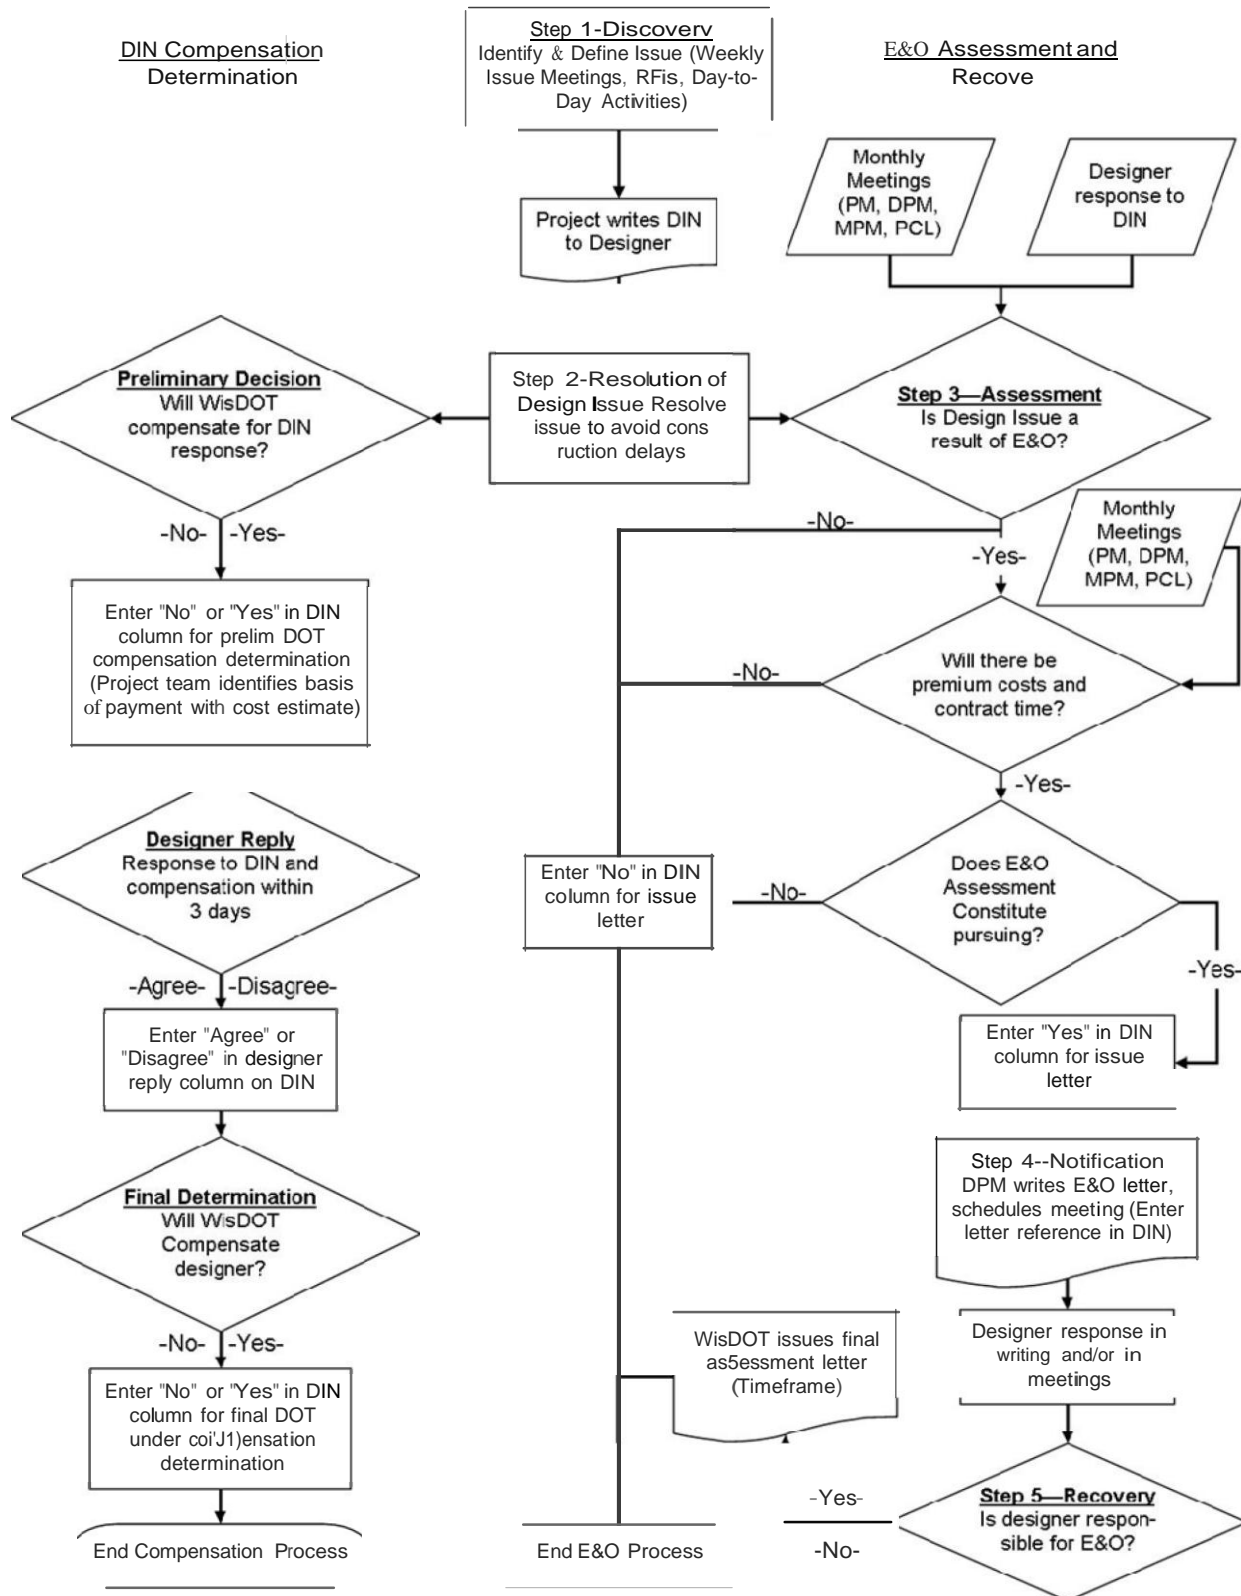 DIN Compensation
Determination
Step 1-Discoverv
Identify & Define Issue (Weekly
Issue Meetings, RFis, Day-to-
Day Activities)
E&O Assessment and
Recove
Monthly
Meetings
(PM, DPM,
MPM, PCL)
Designer
response to
DIN
Project writes DIN
to Designer
Preliminary Decision
Will WisDOT
compensate for DIN
response?
Step 2-Resolution of
Design Issue Resolve
issue to avoid cons
ruction delays
Step 3—Assessment
Is Design Issue a
result of E&O?
-No-
-Yes-
-No-
-Yes-
Monthly
Meetings
(PM, DPM,
MPM, PCL)
Enter "No" or "Yes" in DIN
column for prelim DOT
compensation determination
(Project team identifies basis
of payment with cost estimate)
-No-
Will there be
premium costs and
contract time?
-Yes-
Designer Reply
Response to DIN and
compensation within
3 days
Enter "No" in DIN
column for issue
letter
-No-
Does E&O
Assessment
Constitute
pursuing?
-Yes-
-Agree-
-Disagree-
Enter "Agree" or
"Disagree" in designer
reply column on DIN
Enter "Yes" in DIN
column for issue
letter
Final Determination
Will WisDOT
Compensate
designer?
Step 4--Notification
DPM writes E&O letter,
schedules meeting (Enter
letter reference in DIN)
-No-
-Yes-
WisDOT issues final
as5essment letter
(Timeframe)
Designer response in
writing and/or in
meetings
Enter "No" or "Yes" in DIN
column for final DOT
under coi'J1)ensation
determination
-Yes-
-No-
Step 5—Recovery
Is designer respon-
sible for E&O?
End Compensation Process
End E&O Process